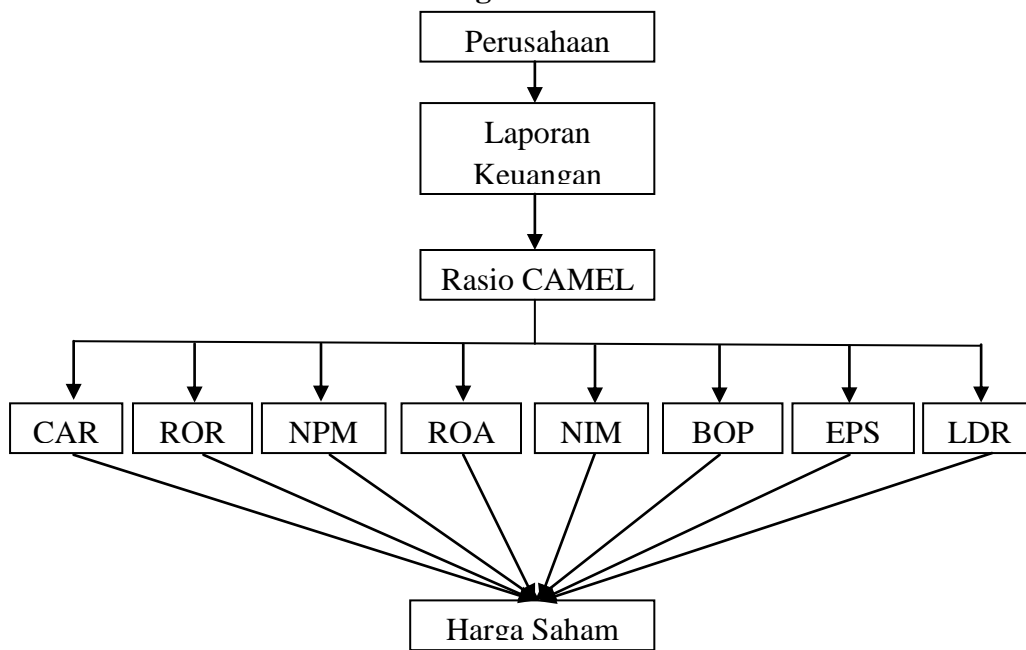 Perusahaan
Laporan
Keuangan
Rasio CAMEL
CAR ROR NPM ROA NIM BOP EPS LDR
Harga Saham